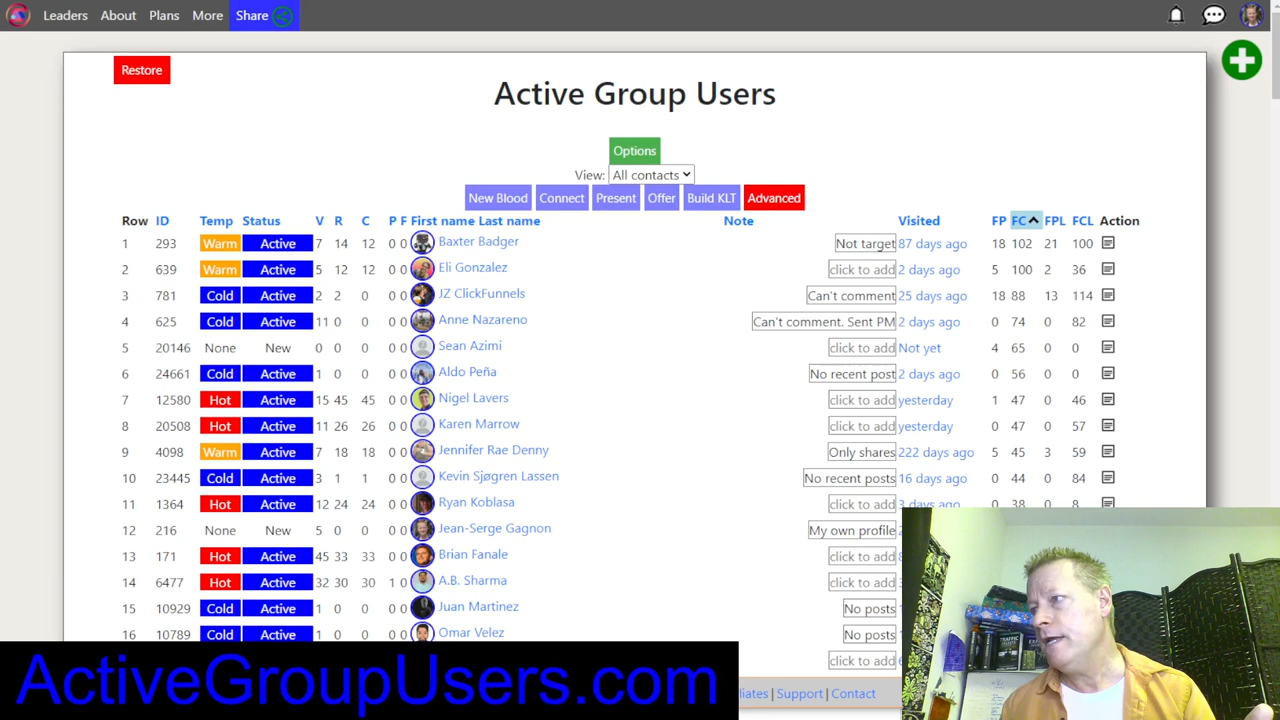 Leaders About Plans More Share
Restore
Active Group Users
Options
View: All contacts
New Blood Connect Present Offer Build KLT Advanced
Row ID Temp Status V R C P F First name Last name Note Visited FP FC FPL FCL Action
1 293 Warm Active 7 14 12 0 0 Baxter Badger Not target 87 days ago 18 102 21 100
2 639 Warm Active 5 12 12 0 0 Eli Gonzalez click to add 2 days ago 5 100 2 36
3 781 Cold Active 2 2 0 0 0 JZ ClickFunnels Can't comment 25 days ago 18 88 13 114
4 625 Cold Active 11 0 0 0 0 Anne Nazareno Can't comment. Sent PM 2 days ago 0 74 0 82
5 20146 None New 0 0 0 0 0 Sean Azimi click to add Not yet 4 65 0 0
6 24661 Cold Active 1 0 0 0 0 Aldo Peña No recent post 2 days ago 0 56 0 0
7 12580 Hot Active 15 45 45 0 0 Nigel Lavers click to add yesterday 1 47 0 46
8 20508 Hot Active 11 26 26 0 0 Karen Marrow click to add yesterday 0 47 0 57
9 4098 Warm Active 7 18 18 0 0 Jennifer Rae Denny Only shares 222 days ago 5 45 3 59
10 23445 Cold Active 3 1 1 0 0 Kevin Sjøgren Lassen No recent posts 16 days ago 0 44 0 84
11 1364 Hot Active 12 24 24 0 0 Ryan Koblasa click to add 3 days ago 0 38 0 8
12 216 None New 5 0 0 0 0 Jean-Serge Gagnon My own profile
13 171 Hot Active 45 33 33 0 0 Brian Fanale click to add
14 6477 Hot Active 32 30 30 1 0 A.B. Sharma click to add
15 10929 Cold Active 1 0 0 0 0 Juan Martinez No posts
16 10789 Cold Active 1 0 0 0 0 Omar Velez No posts
click to add
ActiveGroupUsers.com
| Support | Contact
TRAFFIC